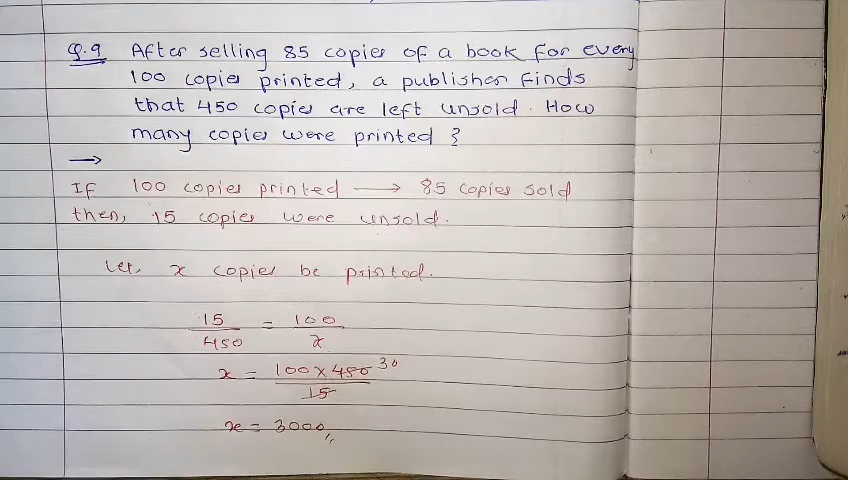 Q.9 After selling 85 copies of a book for every
100 copies printed, a publisher finds
that 450 copies are left unsold. How
many copies were printed ?
→
If 100 copies printed → 85 copies sold
then, 15 copies were unsold.
Let, x copies be printed.
15/450 = 100/x
x = 100 × 450 30 / 15
x = 3000,,